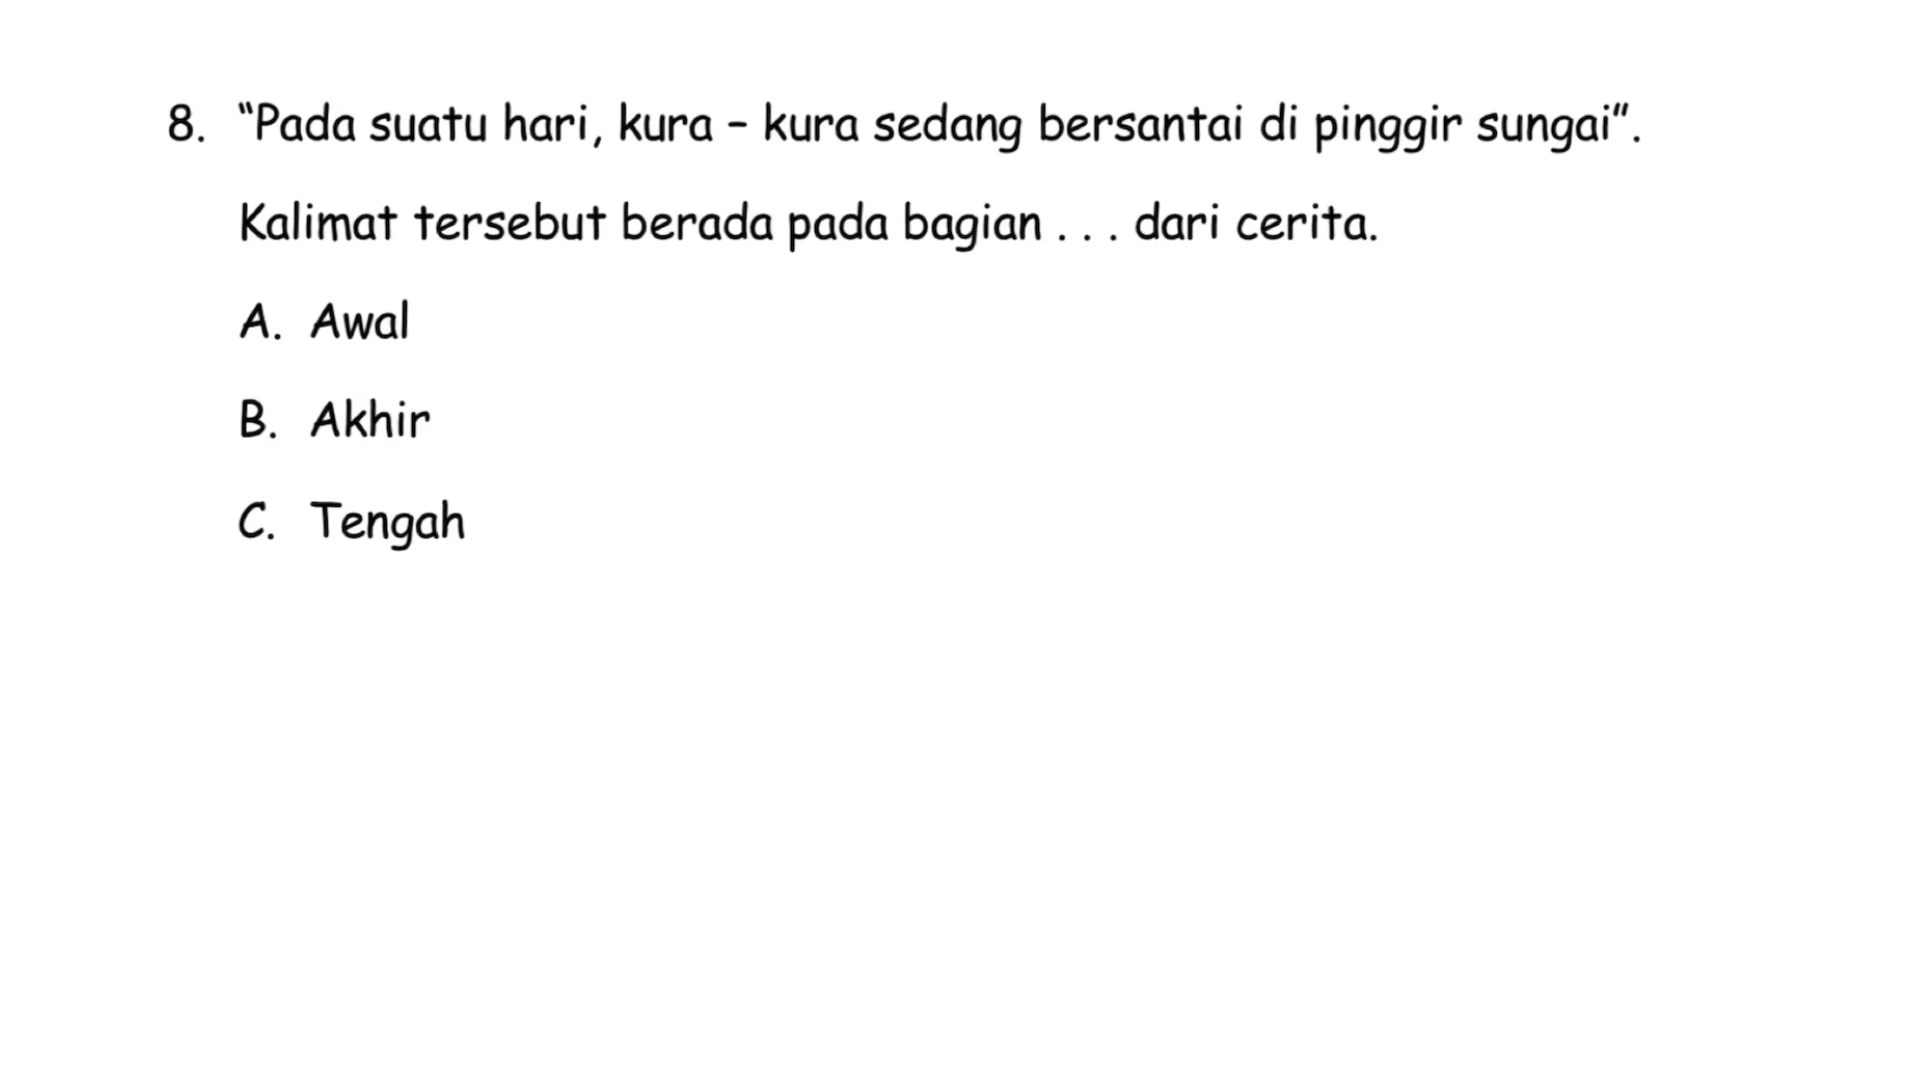 8. “Pada suatu hari, kura – kura sedang bersantai di pinggir sungai”.
Kalimat tersebut berada pada bagian . . . dari cerita.
A. Awal
B. Akhir
C. Tengah